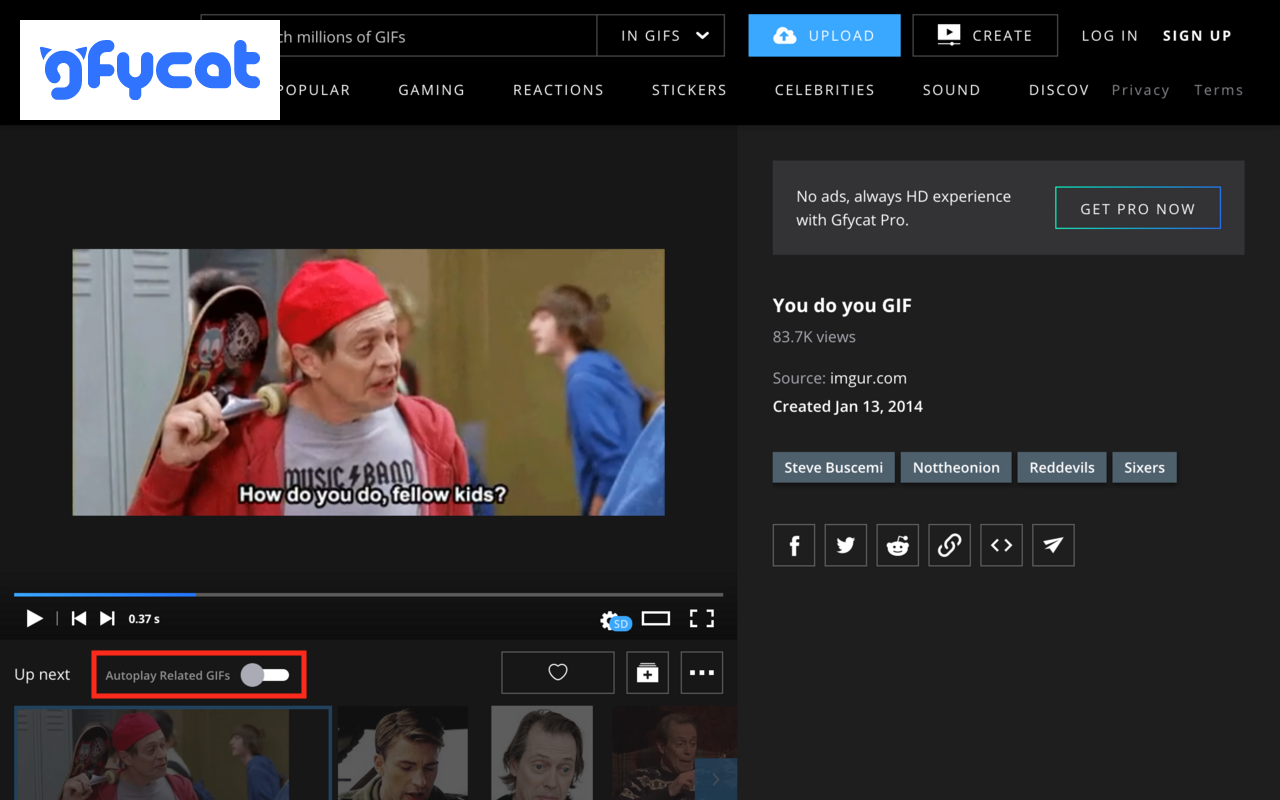 gfycat
ch millions of GIFs
IN GIFS
UPLOAD
CREATE
LOG IN
SIGN UP
POPULAR
GAMING
REACTIONS
STICKERS
CELEBRITIES
SOUND
DISCOV
Privacy
Terms
No ads, always HD experience
with Gfycat Pro.
GET PRO NOW
MUSIC BAND
How do you do, fellow kids?
You do you GIF
83.7K views
Source: imgur.com
Created Jan 13, 2014
Steve Buscemi
Nottheonion
Reddevils
Sixers
0.37 s
SD
Up next
Autoplay Related GIFs